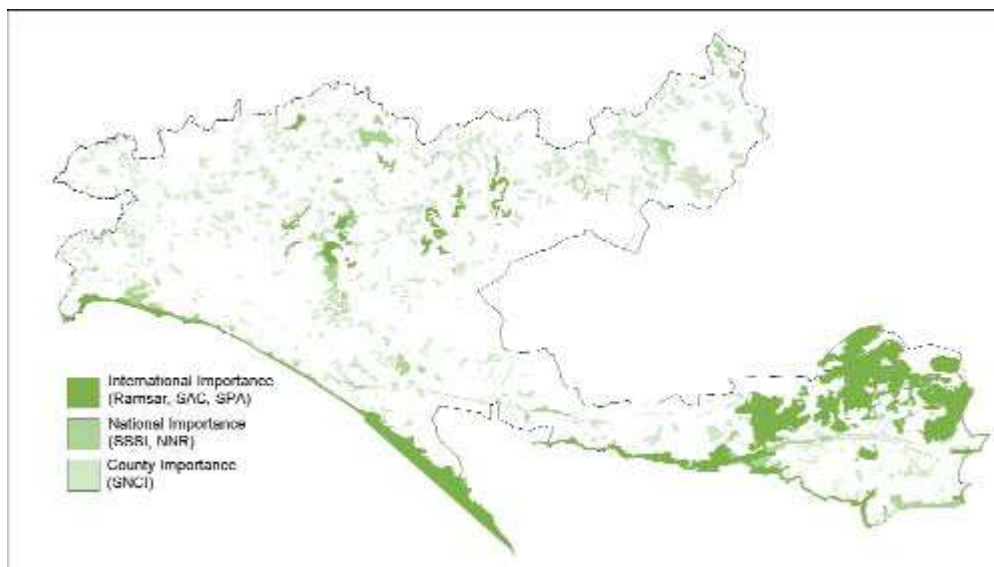 International Importance
(Ramsar, SAC, SPA)
National Importance
(SSSI, NNR)
County Importance
(SNCI)